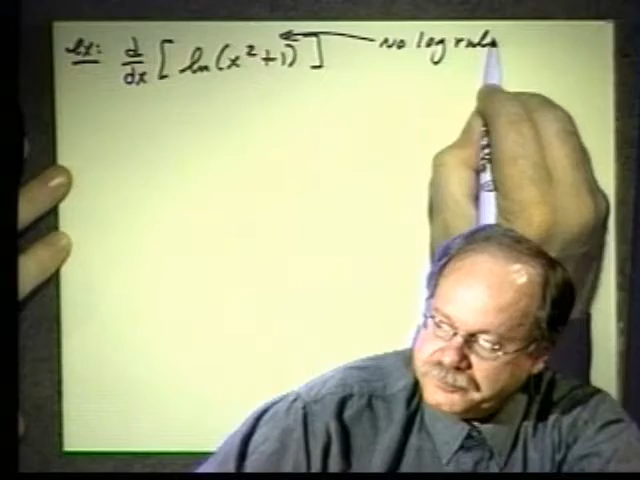 ex: d/dx [ ln(x²+1) ] ← No log rule